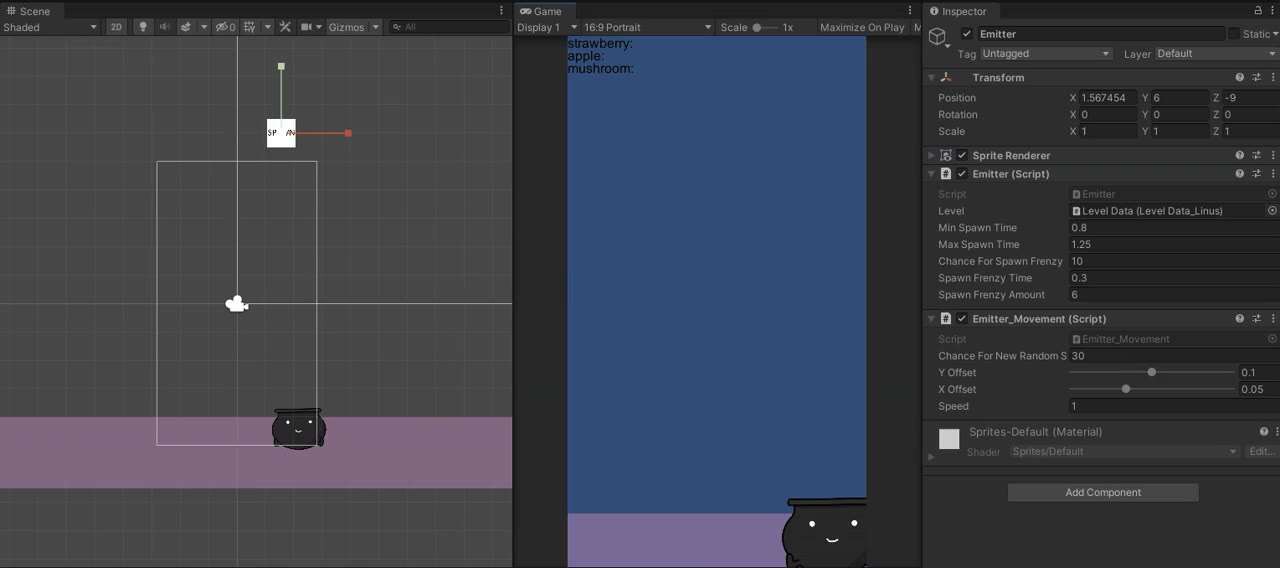 Scene
Shaded
2D
0
Gizmos
All
Game
Display 1
16:9 Portrait
Scale
1x
Maximize On Play
M
strawberry:
apple:
mushroom:
Inspector
Emitter
Static
Tag
Untagged
Layer
Default
Transform
Position
X
1.567454
Y
6
Z
-9
Rotation
X
0
Y
0
Z
0
Scale
X
1
Y
1
Z
1
Sprite Renderer
Emitter (Script)
Script
Emitter
Level
Level Data (Level Data_Linus)
Min Spawn Time
0.8
Max Spawn Time
1.25
Chance For Spawn Frenzy
10
Spawn Frenzy Time
0.3
Spawn Frenzy Amount
6
Emitter_Movement (Script)
Script
Emitter_Movement
Chance For New Random S
30
Y Offset
0.1
X Offset
0.05
Speed
1
Sprites-Default (Material)
Shader
Sprites/Default
Edit...
Add Component